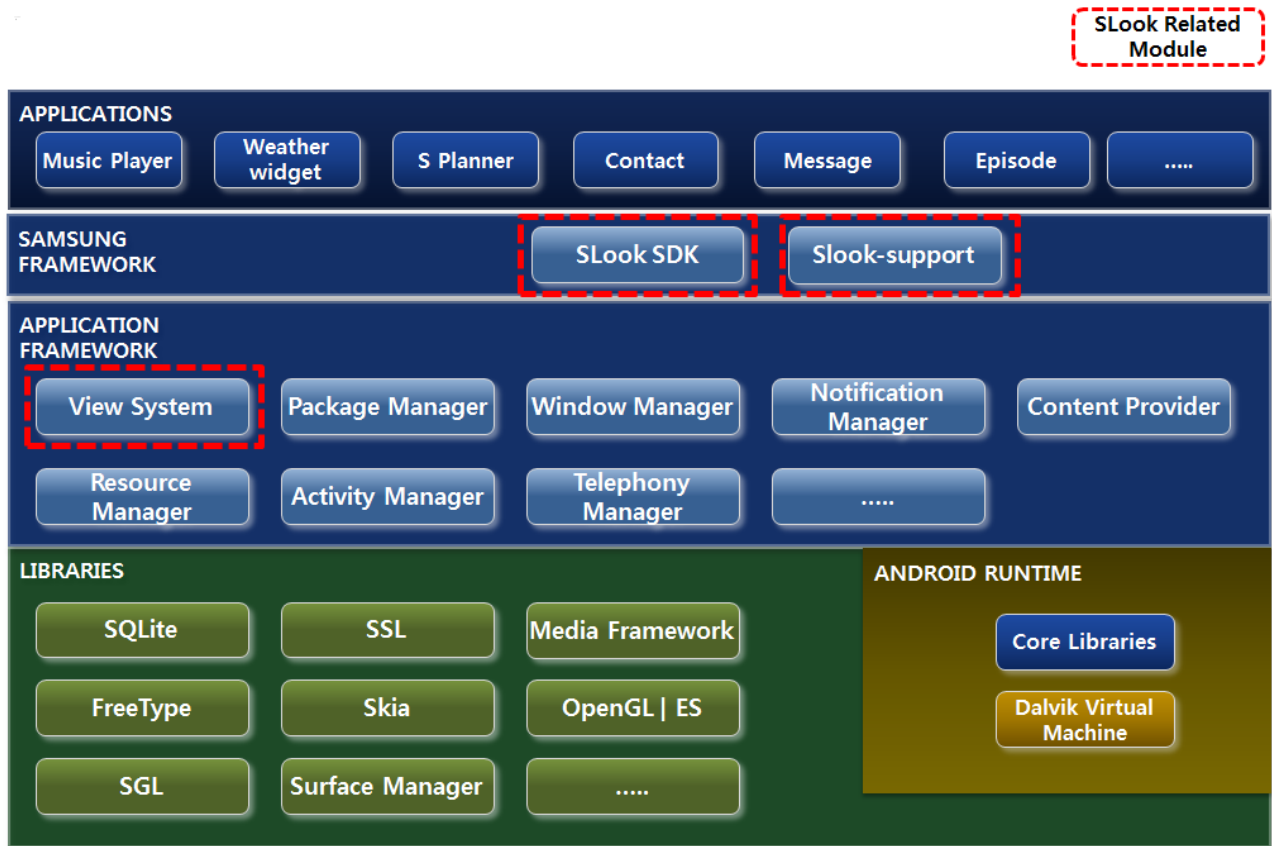 SLook Related
Module
APPLICATIONS
Music Player
Weather
widget
S Planner
Contact
Message
Episode
.....
SAMSUNG
FRAMEWORK
SLook SDK
Slook-support
APPLICATION
FRAMEWORK
View System
Package Manager
Window Manager
Notification
Manager
Content Provider
Resource
Manager
Activity Manager
Telephony
Manager
.....
LIBRARIES
SQLite
SSL
Media Framework
FreeType
Skia
OpenGL| ES
SGL
Surface Manager
.....
ANDROID RUNTIME
Core Libraries
Dalvik Virtual
Machine